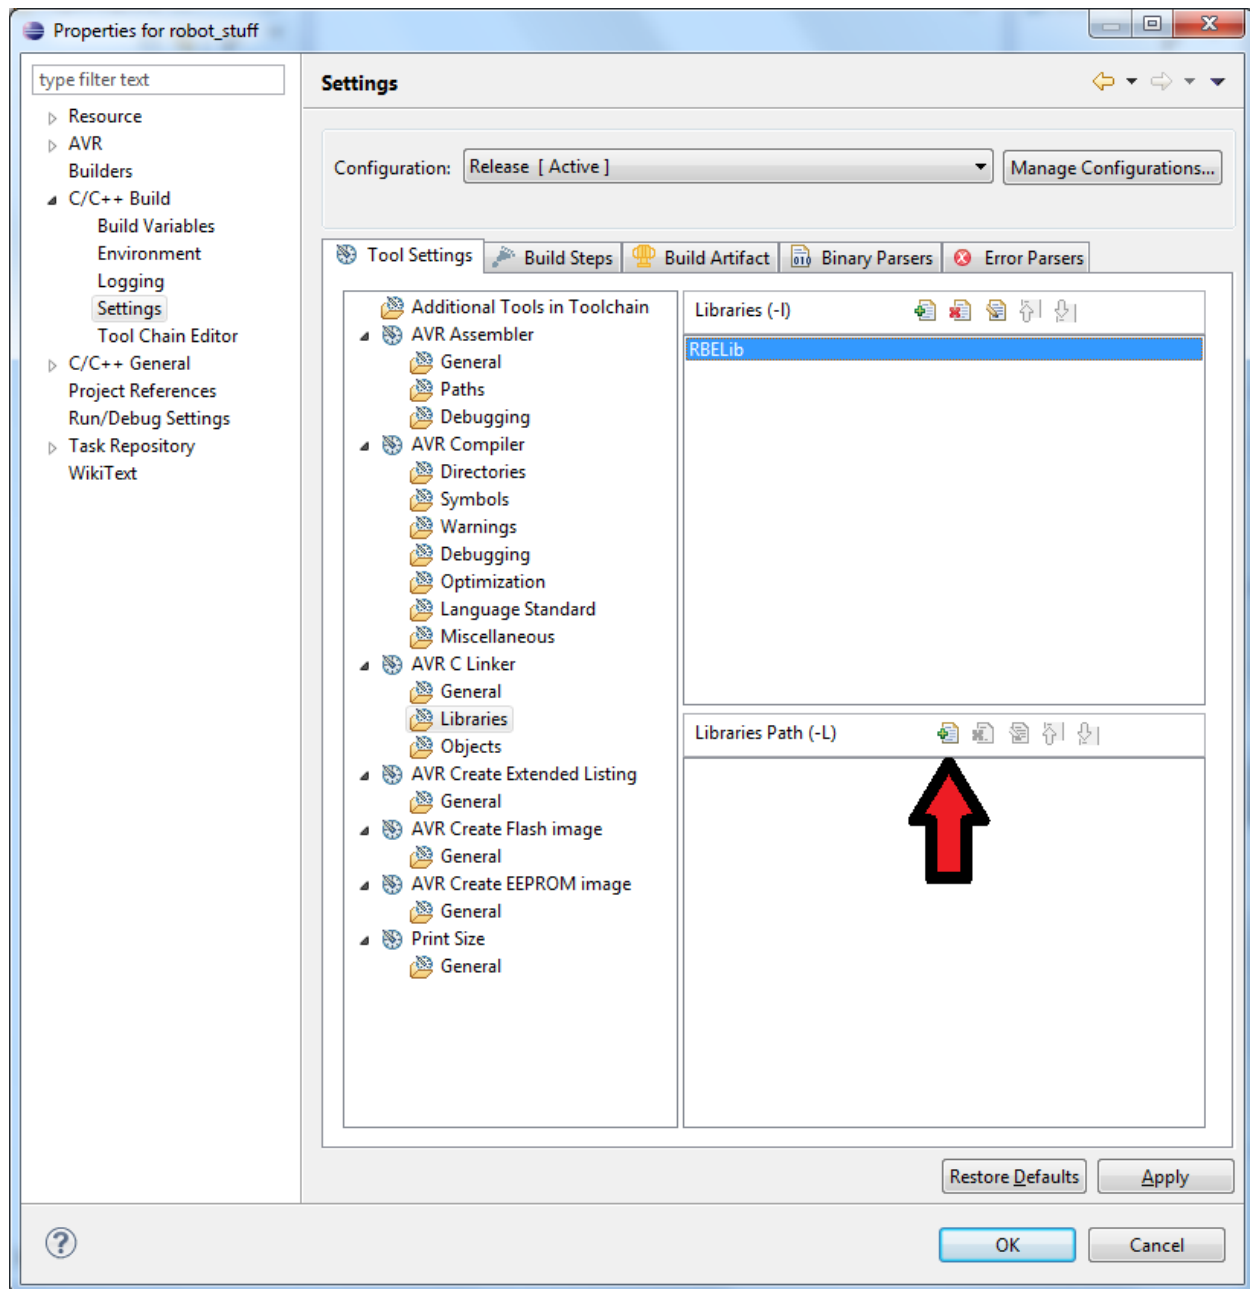 Properties for robot_stuff
type filter text
Resource
AVR
Builders
C/C++ Build
Build Variables
Environment
Logging
Settings
Tool Chain Editor
C/C++ General
Project References
Run/Debug Settings
Task Repository
WikiText
Settings
Configuration:
Release [ Active ]
Manage Configurations...
Tool Settings
Build Steps
Build Artifact
010
Binary Parsers
Error Parsers
Additional Tools in Toolchain
AVR Assembler
General
Paths
Debugging
AVR Compiler
Directories
Symbols
Warnings
Debugging
Optimization
Language Standard
Miscellaneous
AVR C Linker
General
Libraries
Objects
AVR Create Extended Listing
General
AVR Create Flash image
General
AVR Create EEPROM image
General
Print Size
General
Libraries (-l)
RBELib
Libraries Path (-L)
Restore Defaults
Apply
?
OK
Cancel